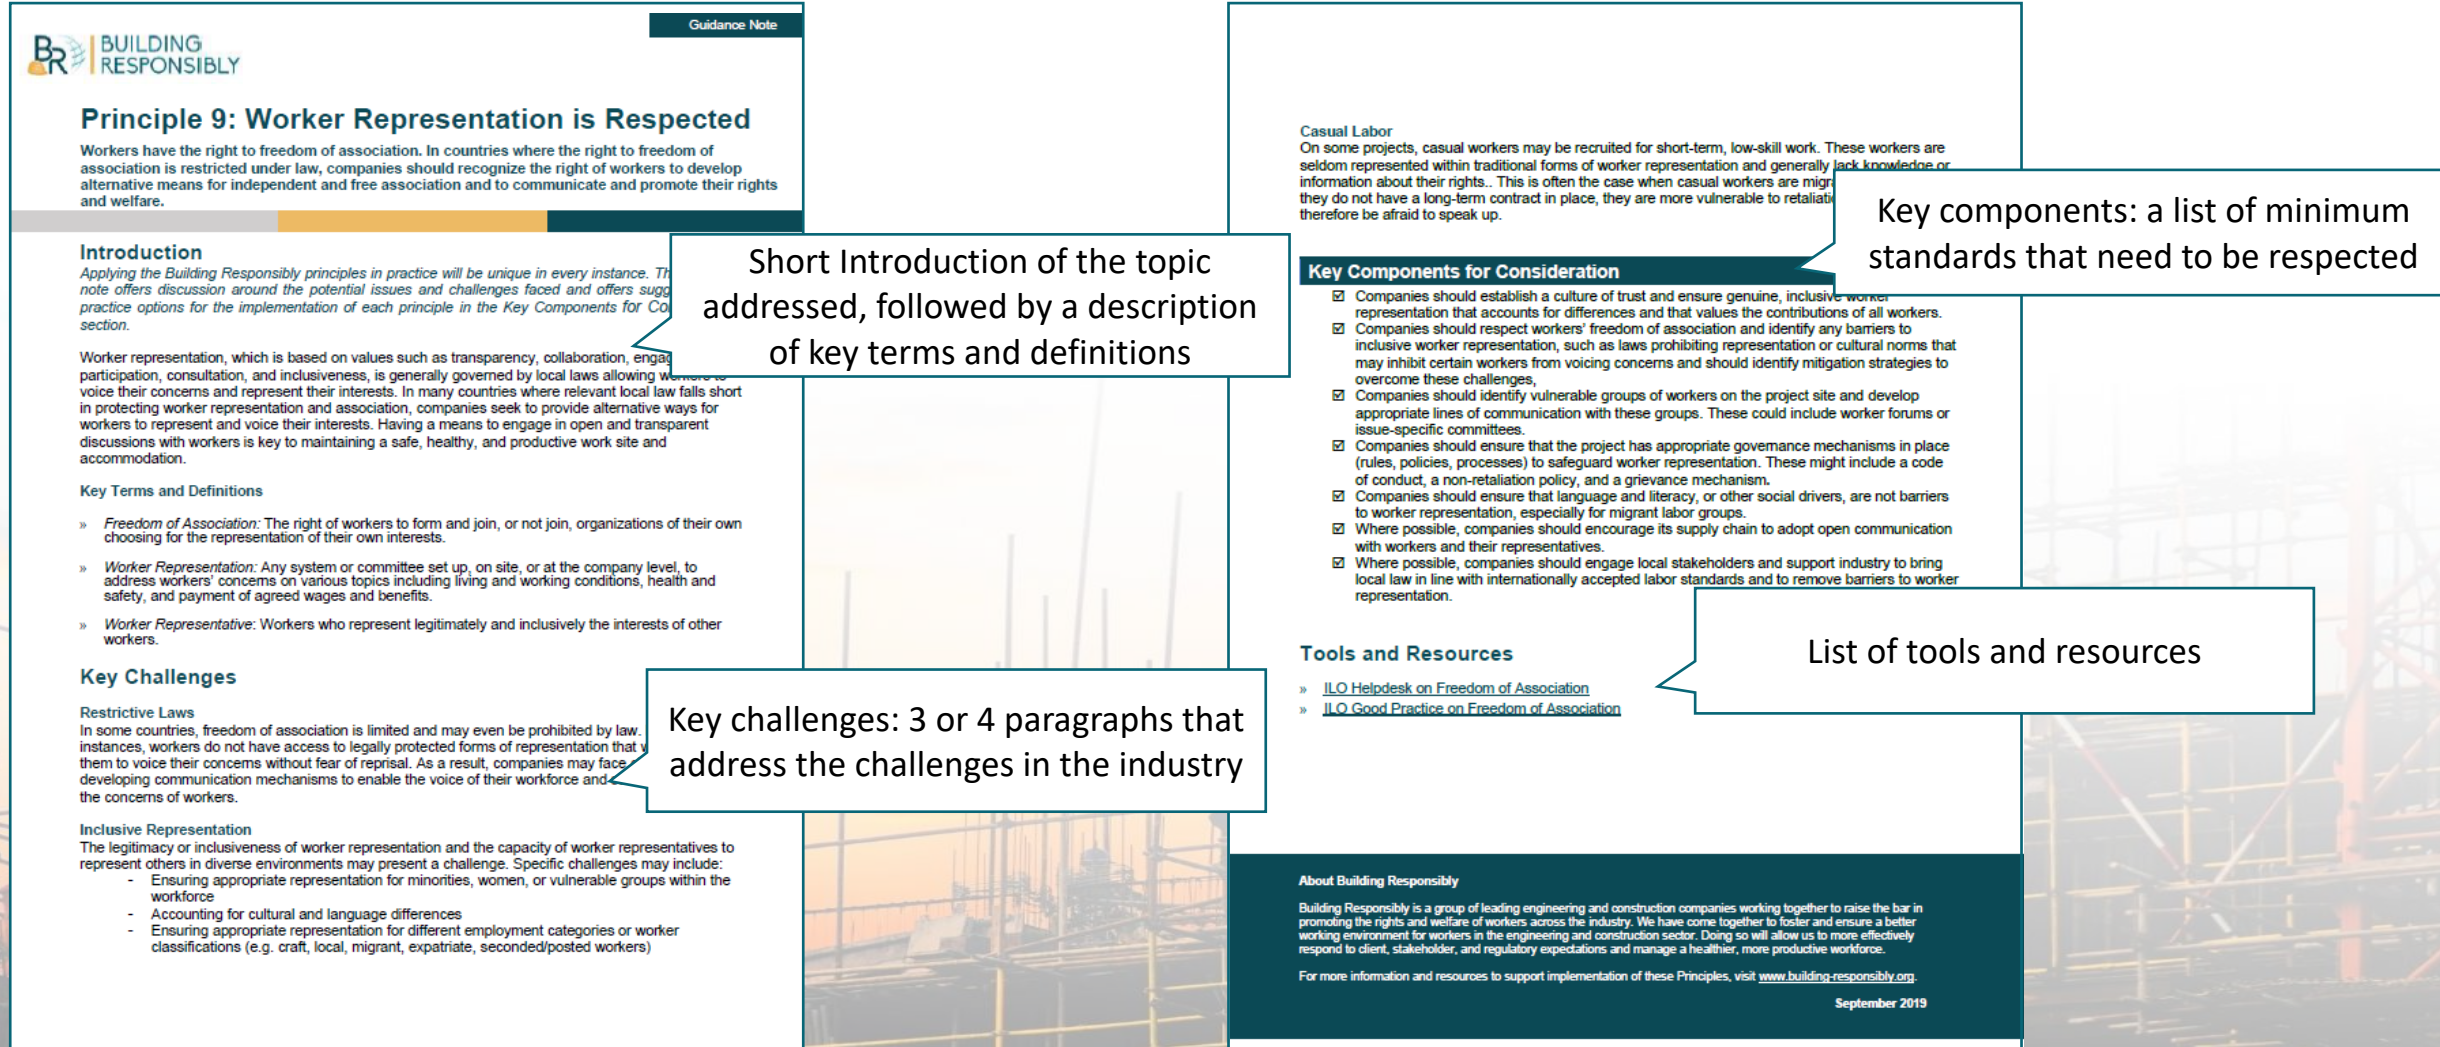 Guidance Note
BR BUILDING
RESPONSIBLY
Principle 9: Worker Representation is Respected
Workers have the right to freedom of association. In countries where the right to freedom of
association is restricted under law, companies should recognize the right of workers to develop
alternative means for independent and free association and to communicate and promote their rights
and welfare.
Introduction
Applying the Building Responsibly principles in practice will be unique in every instance.
note offers discussion around the potential issues and challenges faced and offers
practice options for the implementation of each principle in the Key Components for
section.
Worker representation, which is based on values such as transparency, collaboration,
participation, consultation, and inclusiveness, is generally governed by local laws allowing workers to
voice their concerns and represent their interests. In many countries where relevant local law falls short
in protecting worker representation and association, companies seek to provide alternative ways for
workers to represent and voice their interests. Having a means to engage in open and transparent
discussions with workers is key to maintaining a safe, healthy, and productive work site and
accommodation.
Key Terms and Definitions
» Freedom of Association: The right of workers to form and join, or not join, organizations of their own
choosing for the representation of their own interests.
» Worker Representation: Any system or committee set up, on site, or at the company level, to
address workers' concerns on various topics including living and working conditions, health and
safety, and payment of agreed wages and benefits.
» Worker Representative: Workers who represent legitimately and inclusively the interests of other
workers.
Key Challenges
Restrictive Laws
In some countries, freedom of association is limited and may even be prohibited by law.
instances, workers do not have access to legally protected forms of representation that
them to voice their concerns without fear of reprisal. As a result, companies may face
developing communication mechanisms to enable the voice of their workforce and
the concerns of workers.
Inclusive Representation
The legitimacy or inclusiveness of worker representation and the capacity of worker representatives to
represent others in diverse environments may present a challenge. Specific challenges may include:
- Ensuring appropriate representation for minorities, women, or vulnerable groups within the
workforce
- Accounting for cultural and language differences
- Ensuring appropriate representation for different employment categories or worker
classifications (e.g. craft, local, migrant, expatriate, seconded/posted workers)
Short Introduction of the topic
addressed, followed by a description
of key terms and definitions
Key challenges: 3 or 4 paragraphs that
address the challenges in the industry
Casual Labor
On some projects, casual workers may be recruited for short-term, low-skill work. These workers are
seldom represented within traditional forms of worker representation and generally lack knowledge or
information about their rights.. This is often the case when casual workers are
they do not have a long-term contract in place, they are more vulnerable to
therefore be afraid to speak up.
Key Components for Consideration
☑ Companies should establish a culture of trust and ensure genuine, inclusive worker
representation that accounts for differences and that values the contributions of all workers.
☑ Companies should respect workers' freedom of association and identify any barriers to
inclusive worker representation, such as laws prohibiting representation or cultural norms that
may inhibit certain workers from voicing concerns and should identify mitigation strategies to
overcome these challenges,
☑ Companies should identify vulnerable groups of workers on the project site and develop
appropriate lines of communication with these groups. These could include worker forums or
issue-specific committees.
☑ Companies should ensure that the project has appropriate governance mechanisms in place
(rules, policies, processes) to safeguard worker representation. These might include a code
of conduct, a non-retaliation policy, and a grievance mechanism.
☑ Companies should ensure that language and literacy, or other social drivers, are not barriers
to worker representation, especially for migrant labor groups.
☑ Where possible, companies should encourage its supply chain to adopt open communication
with workers and their representatives.
☑ Where possible, companies should engage local stakeholders and support industry to bring
local law in line with internationally accepted labor standards and to remove barriers to worker
representation.
Tools and Resources
» ILO Helpdesk on Freedom of Association
» ILO Good Practice on Freedom of Association
Key components: a list of minimum
standards that need to be respected
List of tools and resources
About Building Responsibly
Building Responsibly is a group of leading engineering and construction companies working together to raise the bar in
promoting the rights and welfare of workers across the industry. We have come together to foster and ensure a better
working environment for workers in the engineering and construction sector. Doing so will allow us to more effectively
respond to client, stakeholder, and regulatory expectations and manage a healthier, more productive workforce.
For more information and resources to support implementation of these Principles, visit www.building-responsibly.org.
September 2019